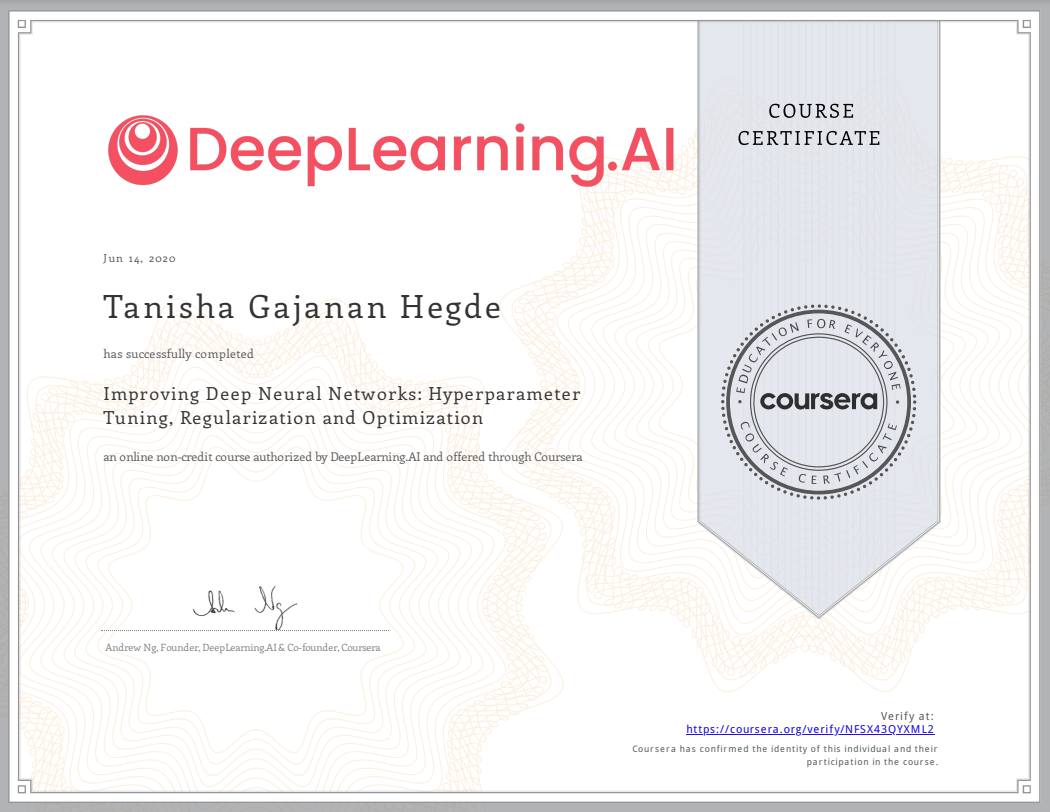 DeepLearning.AI
COURSE
CERTIFICATE
Jun 14, 2020
Tanisha Gajanan Hegde
has successfully completed
Improving Deep Neural Networks: Hyperparameter
Tuning, Regularization and Optimization
an online non-credit course authorized by DeepLearning.AI and offered through Coursera
EDUCATION FOR EVERYONE
coursera
COURSE CERTIFICATE
Andrew Ng, Founder, DeepLearning.AI & Co-founder, Coursera
Verify at:
https://coursera.org/verify/NFSX43QYXML2
Coursera has confirmed the identity of this individual and their
participation in the course.